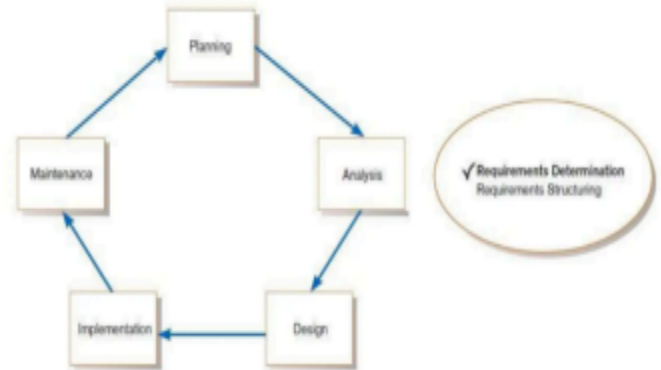 Planning
Maintenance
Analysis
✓Requirements Determination
Requirements Structuring
Implementation
Design